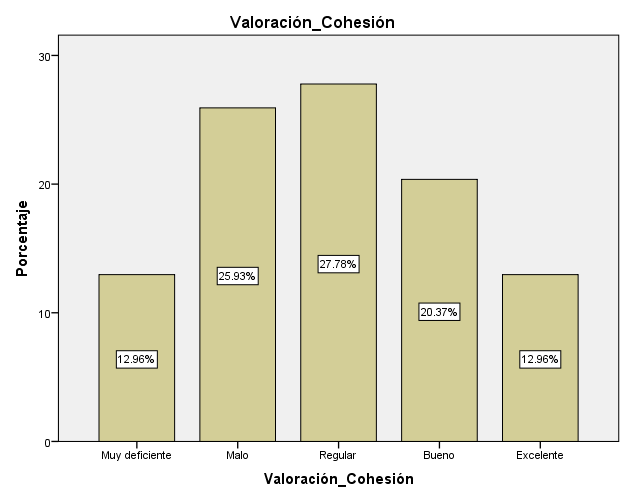 Valoración_Cohesión
Porcentaje
30
20
10
0
12.96%
25.93%
27.78%
20.37%
12.96%
Muy deficiente
Malo
Regular
Bueno
Excelente
Valoración_Cohesión